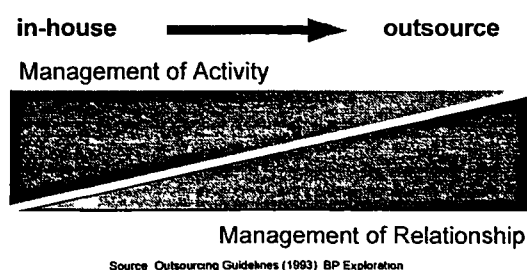 in-house outsource
Management of Activity
Management of Relationship
Source Outsourcing Guidelines (1993) BP Exploration